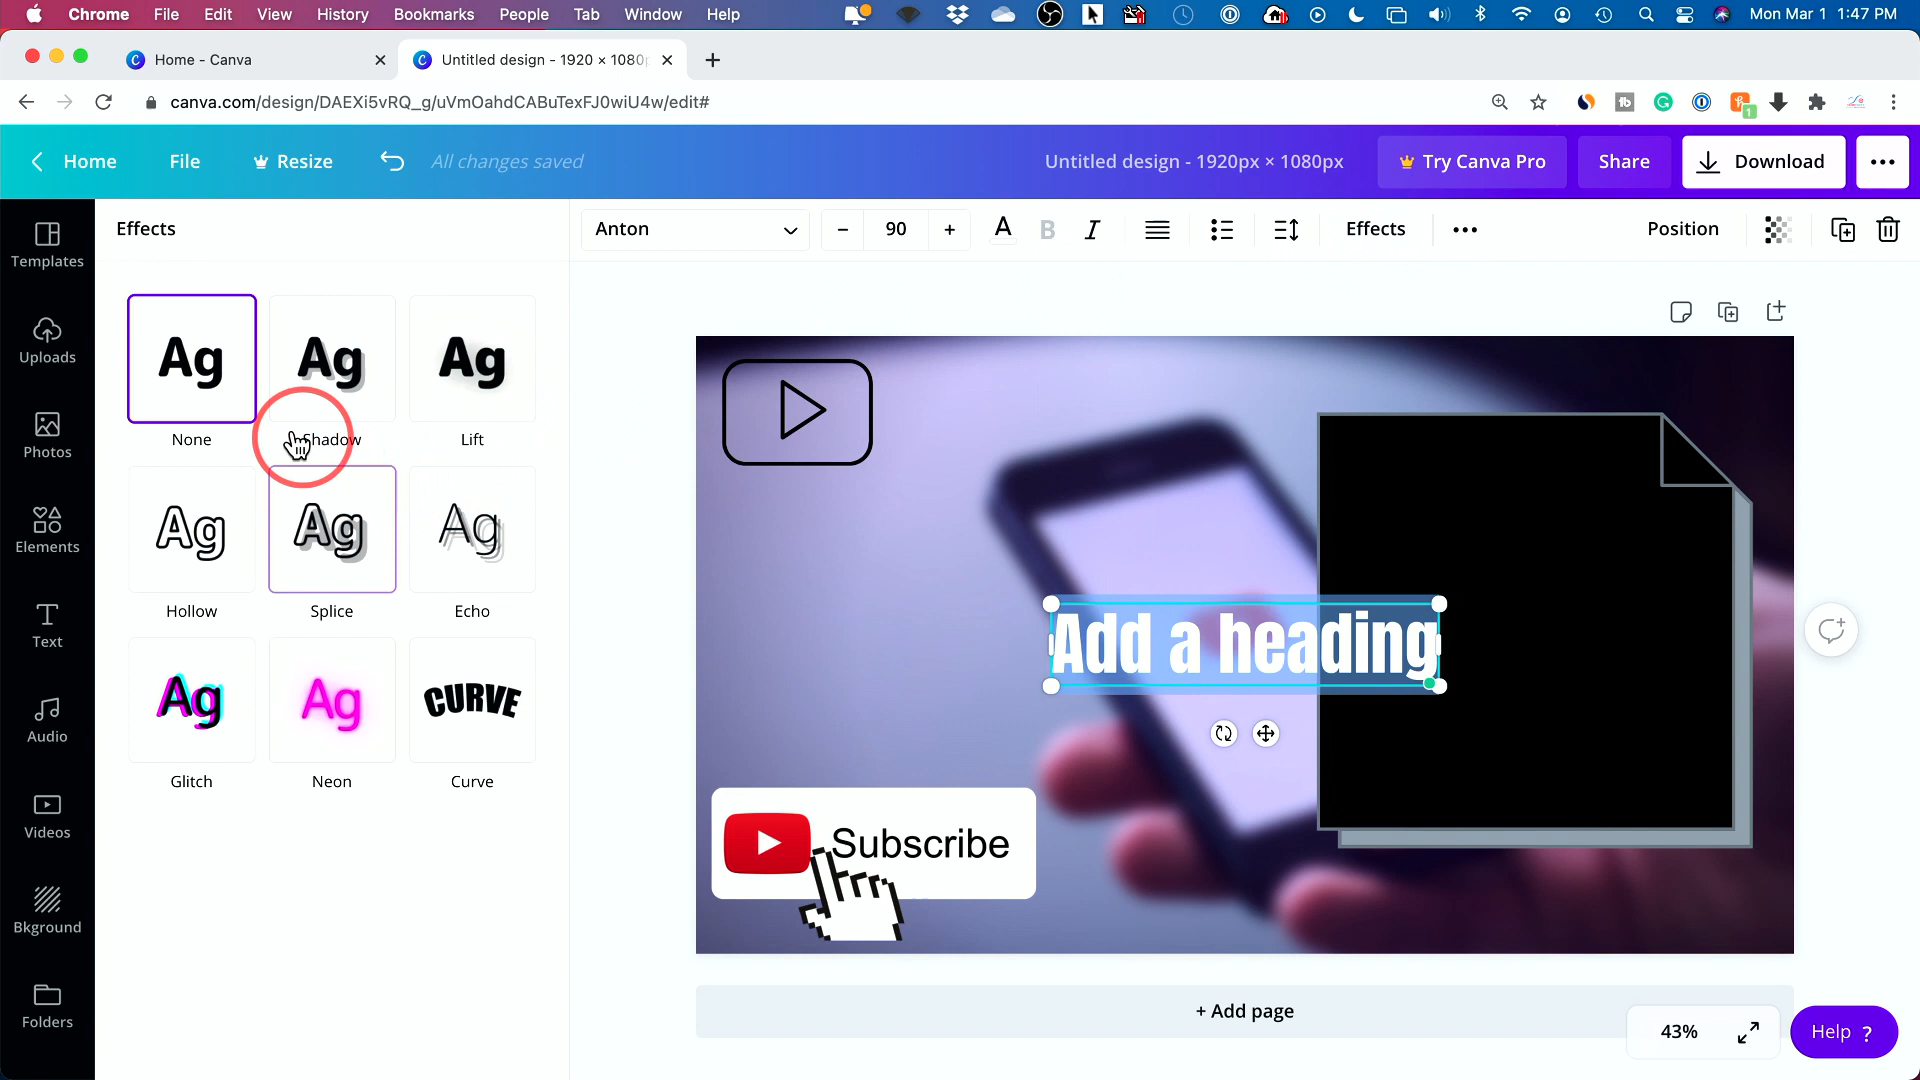 Chrome File Edit View History Bookmarks People Tab Window Help Mon Mar 1 1:47 PM
Home - Canva
Untitled design - 1920 × 1080p
canva.com/design/DAEXi5vRQ_g/uVmOahdCABuTexFJ0wiU4w/edit#
Home File Resize All changes saved Untitled design - 1920px × 1080px Try Canva Pro Share Download
Effects
Anton 90 A B I Effects Position
Templates
Uploads
Photos
Elements
Text
Audio
Videos
Bkground
Folders
Ag Ag Ag
None Shadow Lift
Ag Ag Ag
Hollow Splice Echo
Ag Ag CURVE
Glitch Neon Curve
Add a heading
Subscribe
+ Add page
43%
Help ?